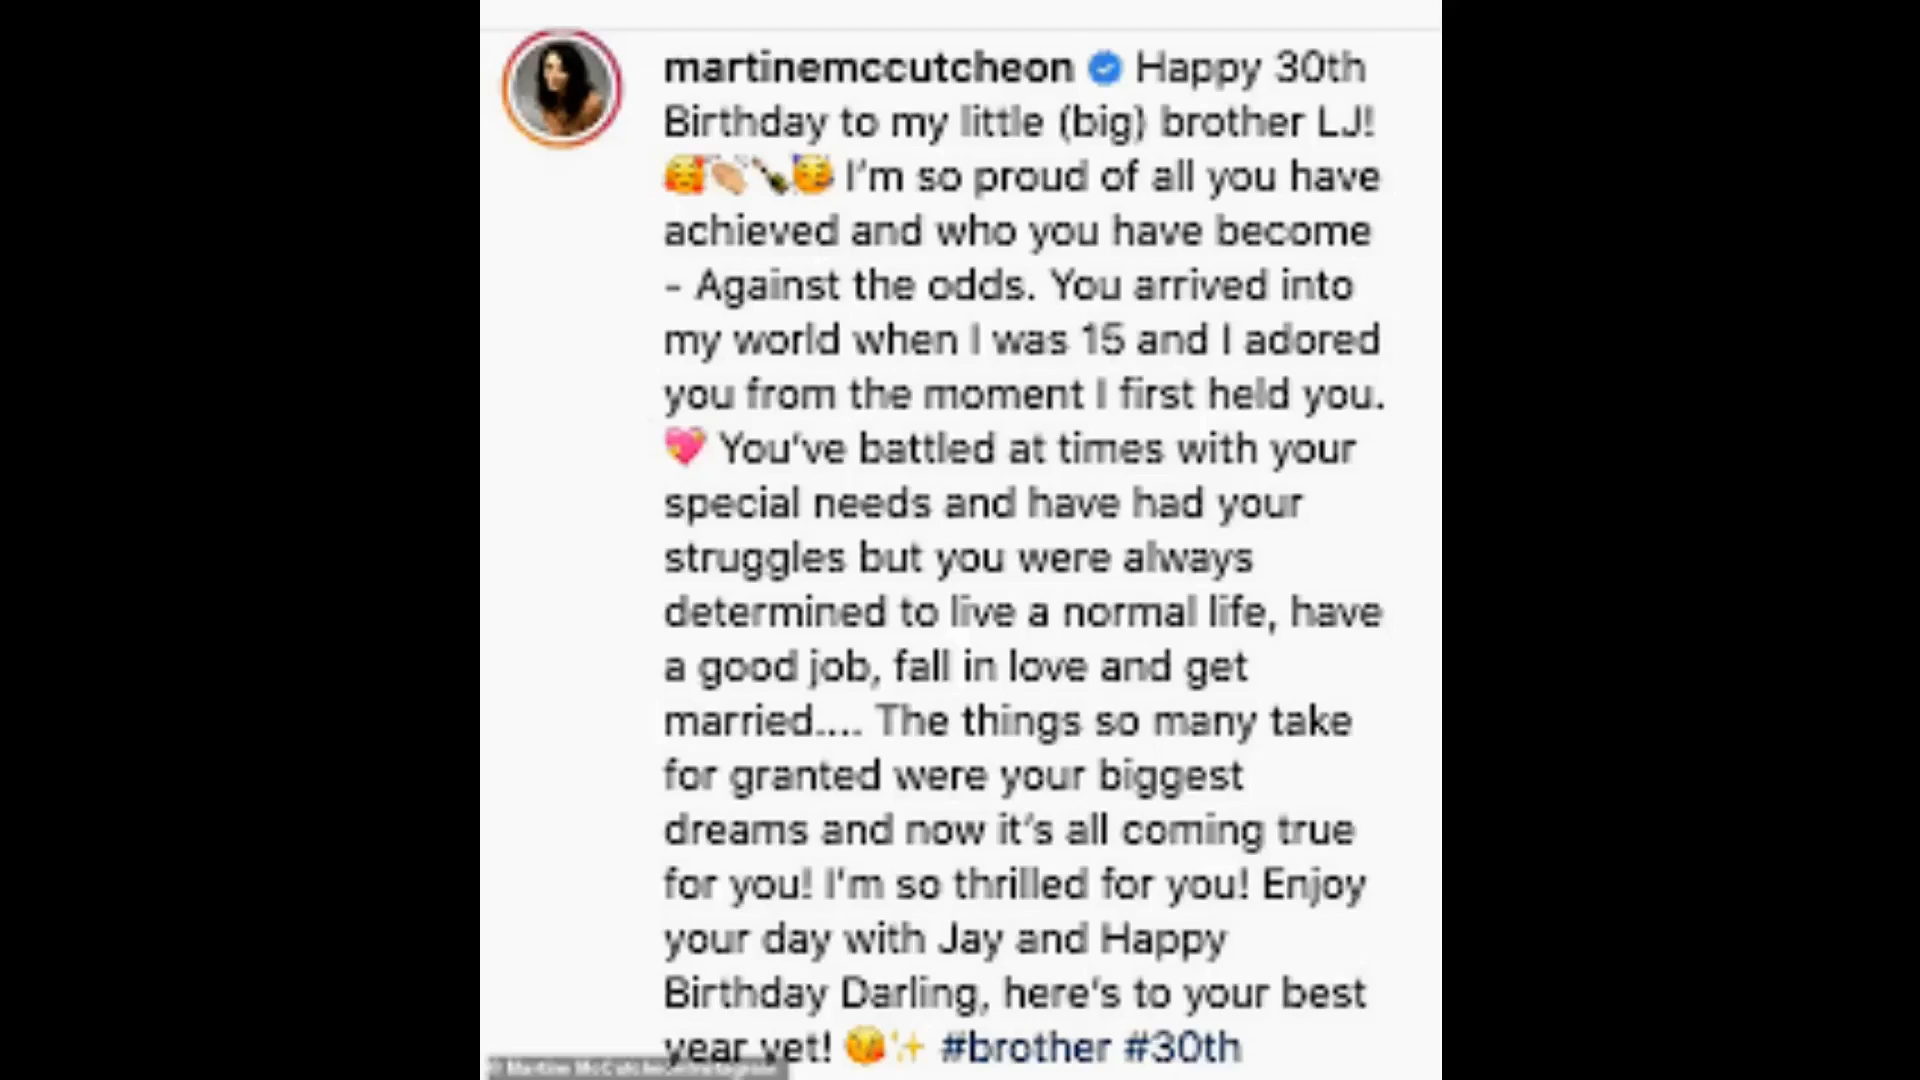 martinemccutcheon Happy 30th
Birthday to my little (big) brother LJ!
🥰👏🏼🍾🥳 I'm so proud of all you have
achieved and who you have become
- Against the odds. You arrived into
my world when I was 15 and I adored
you from the moment I first held you.
💖 You've battled at times with your
special needs and have had your
struggles but you were always
determined to live a normal life, have
a good job, fall in love and get
married.... The things so many take
for granted were your biggest
dreams and now it's all coming true
for you! I'm so thrilled for you! Enjoy
your day with Jay and Happy
Birthday Darling, here's to your best
year yet! 😘✨ #brother #30th
© Martine McCutcheon/Instagram